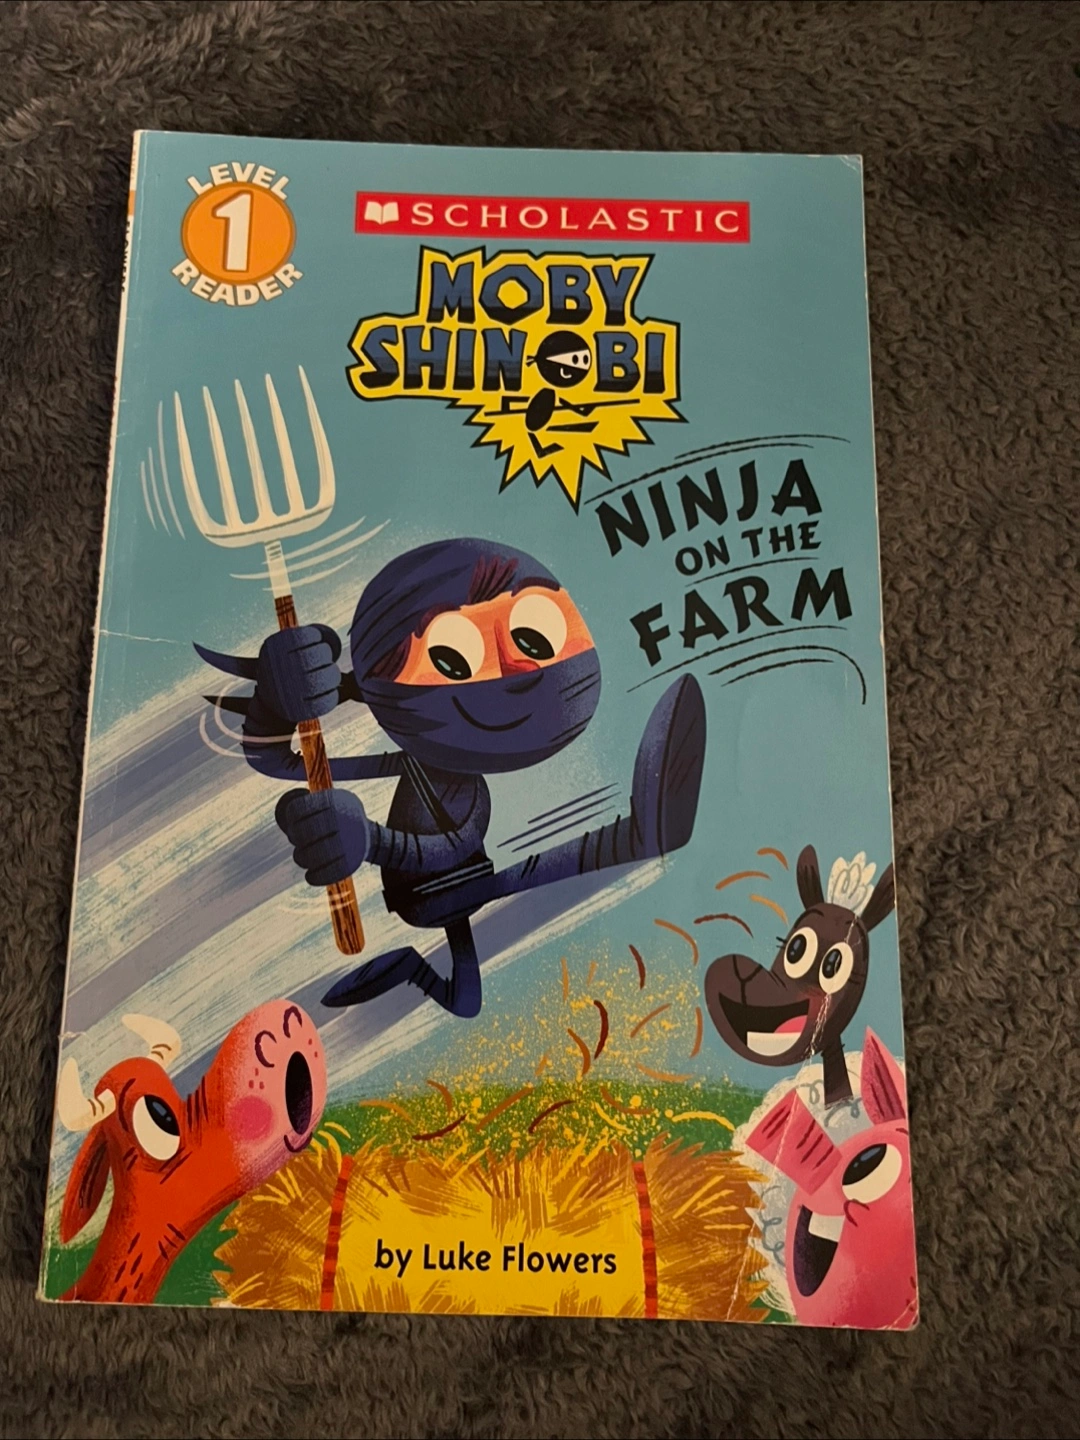 LEVEL
1
READER
SCHOLASTIC
MOBY
SHINOBI
NINJA
ON THE
FARM
by Luke Flowers